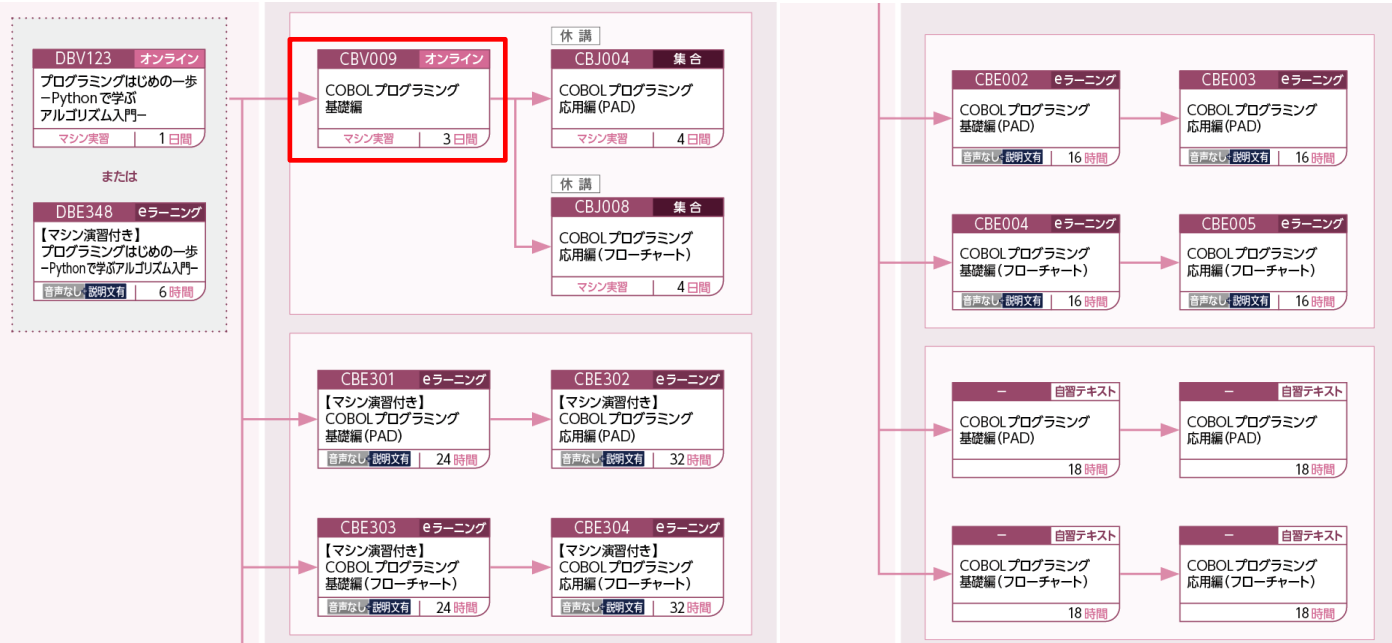 DBV123 オンライン
プログラミングはじめの一歩
ーPythonで学ぶ
アルゴリズム入門ー
マシン実習 1日間
または
DBE348 eラーニング
【マシン演習付き】
プログラミングはじめの一歩
ーPythonで学ぶアルゴリズム入門ー
音声なし・説明文有 6時間
CBV009 オンライン
COBOLプログラミング
基礎編
マシン実習 3日間
休講
CBJ004 集合
COBOLプログラミング
応用編(PAD)
マシン実習 4日間
休講
CBJ008 集合
COBOLプログラミング
応用編(フローチャート)
マシン実習 4日間
CBE301 eラーニング
【マシン演習付き】
COBOLプログラミング
基礎編(PAD)
音声なし・説明文有 24時間
CBE302 eラーニング
【マシン演習付き】
COBOLプログラミング
応用編(PAD)
音声なし・説明文有 32時間
CBE303 eラーニング
【マシン演習付き】
COBOLプログラミング
基礎編(フローチャート)
音声なし・説明文有 24時間
CBE304 eラーニング
【マシン演習付き】
COBOLプログラミング
応用編(フローチャート)
音声なし・説明文有 32時間
CBE002 eラーニング
COBOLプログラミング
基礎編(PAD)
音声なし・説明文有 16時間
CBE003 eラーニング
COBOLプログラミング
応用編(PAD)
音声なし・説明文有 16時間
CBE004 eラーニング
COBOLプログラミング
基礎編(フローチャート)
音声なし・説明文有 16時間
CBE005 eラーニング
COBOLプログラミング
応用編(フローチャート)
音声なし・説明文有 16時間
ー 自習テキスト
COBOLプログラミング
基礎編(PAD)
18時間
ー 自習テキスト
COBOLプログラミング
応用編(PAD)
18時間
ー 自習テキスト
COBOLプログラミング
基礎編(フローチャート)
18時間
ー 自習テキスト
COBOLプログラミング
応用編(フローチャート)
18時間